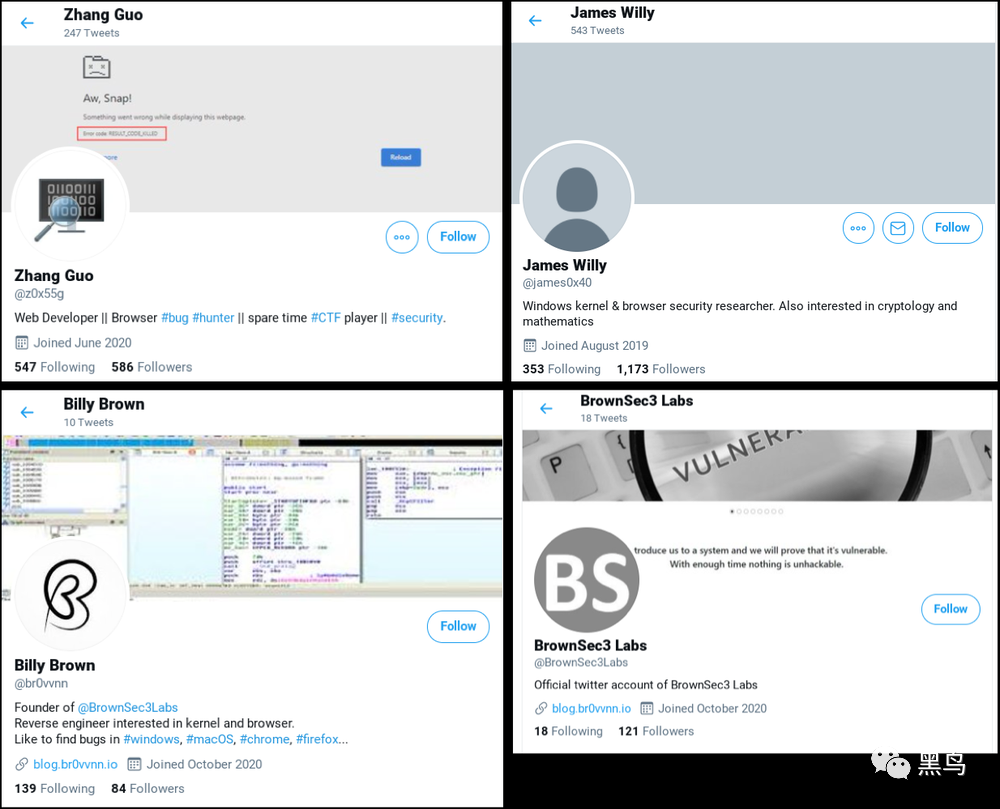 Zhang Guo
247 Tweets
Aw, Snap!
Something went wrong while displaying this webpage.
Error code: RESULT_CODE_KILLED
Reload
01100111
Follow
Zhang Guo
@z0x55g
Web Developer || Browser #bug #hunter || spare time #CTF player || #security.
Joined June 2020
547 Following 586 Followers
James Willy
543 Tweets
Follow
James Willy
@james0x40
Windows kernel & browser security researcher. Also interested in cryptology and
mathematics
Joined August 2019
353 Following 1,173 Followers
Billy Brown
10 Tweets
Follow
Billy Brown
@br0vvnn
Founder of @BrownSec3Labs
Reverse engineer interested in kernel and browser.
Like to find bugs in #windows, #macOS, #chrome, #firefox...
blog.br0vvnn.io Joined October 2020
139 Following 84 Followers
BrownSec3 Labs
18 Tweets
P
{
VULNERA
troduce us to a system and we will prove that it's vulnerable.
With enough time nothing is unhackable.
BS
Follow
BrownSec3 Labs
@BrownSec3Labs
Official twitter account of BrownSec3 Labs
blog.br0vvnn.io Joined October 2020
18 Following 121 Followers
黑鸟